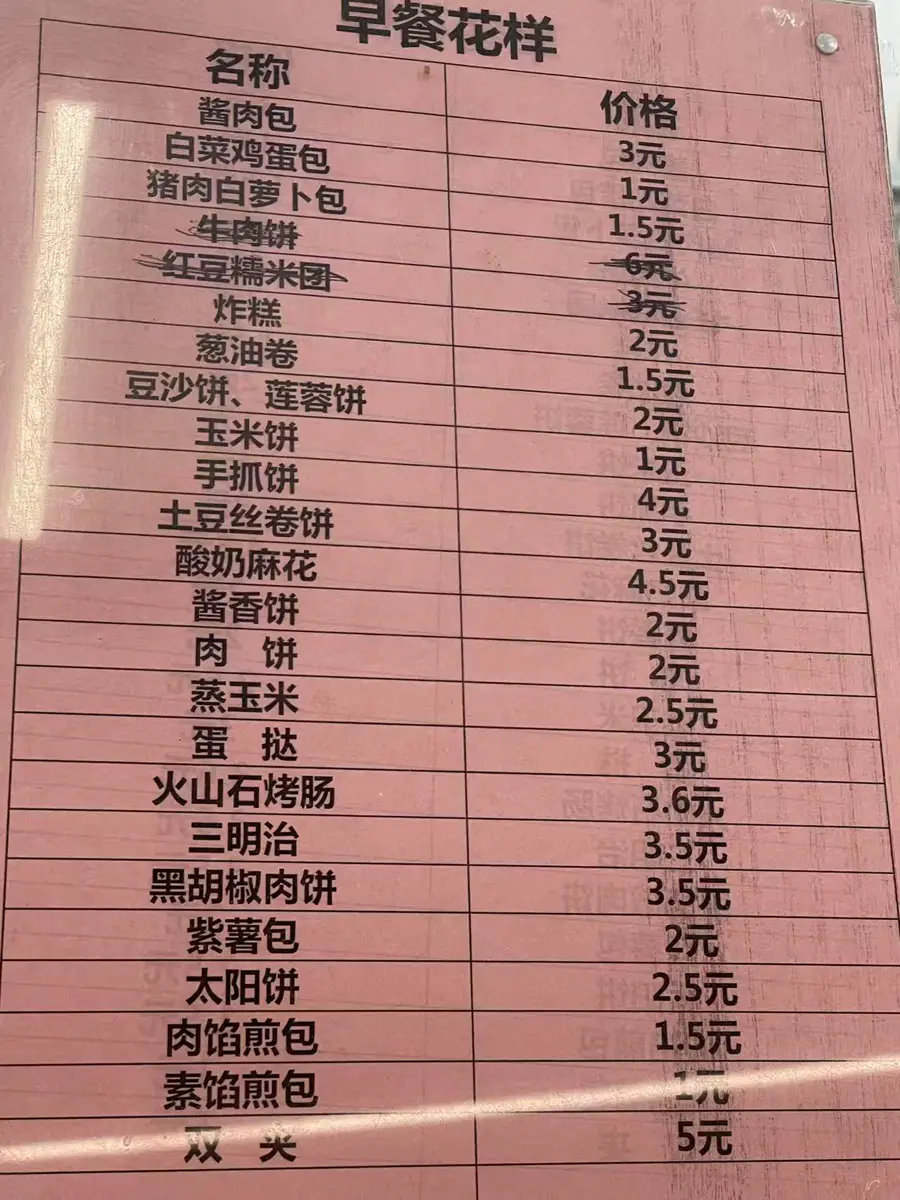 早餐花样
名称 价格
酱肉包 3元
白菜鸡蛋包 1元
猪肉白萝卜包 1.5元
牛肉饼 6元
红豆糯米团 3元
炸糕 2元
葱油卷 1.5元
豆沙饼、莲蓉饼 2元
玉米饼 1元
手抓饼 4元
土豆丝卷饼 3元
酸奶麻花 4.5元
酱香饼 2元
肉 饼 2元
蒸玉米 2.5元
蛋 挞 3元
火山石烤肠 3.6元
三明治 3.5元
黑胡椒肉饼 3.5元
紫薯包 2元
太阳饼 2.5元
肉馅煎包 1.5元
素馅煎包 1元
双 夹 5元